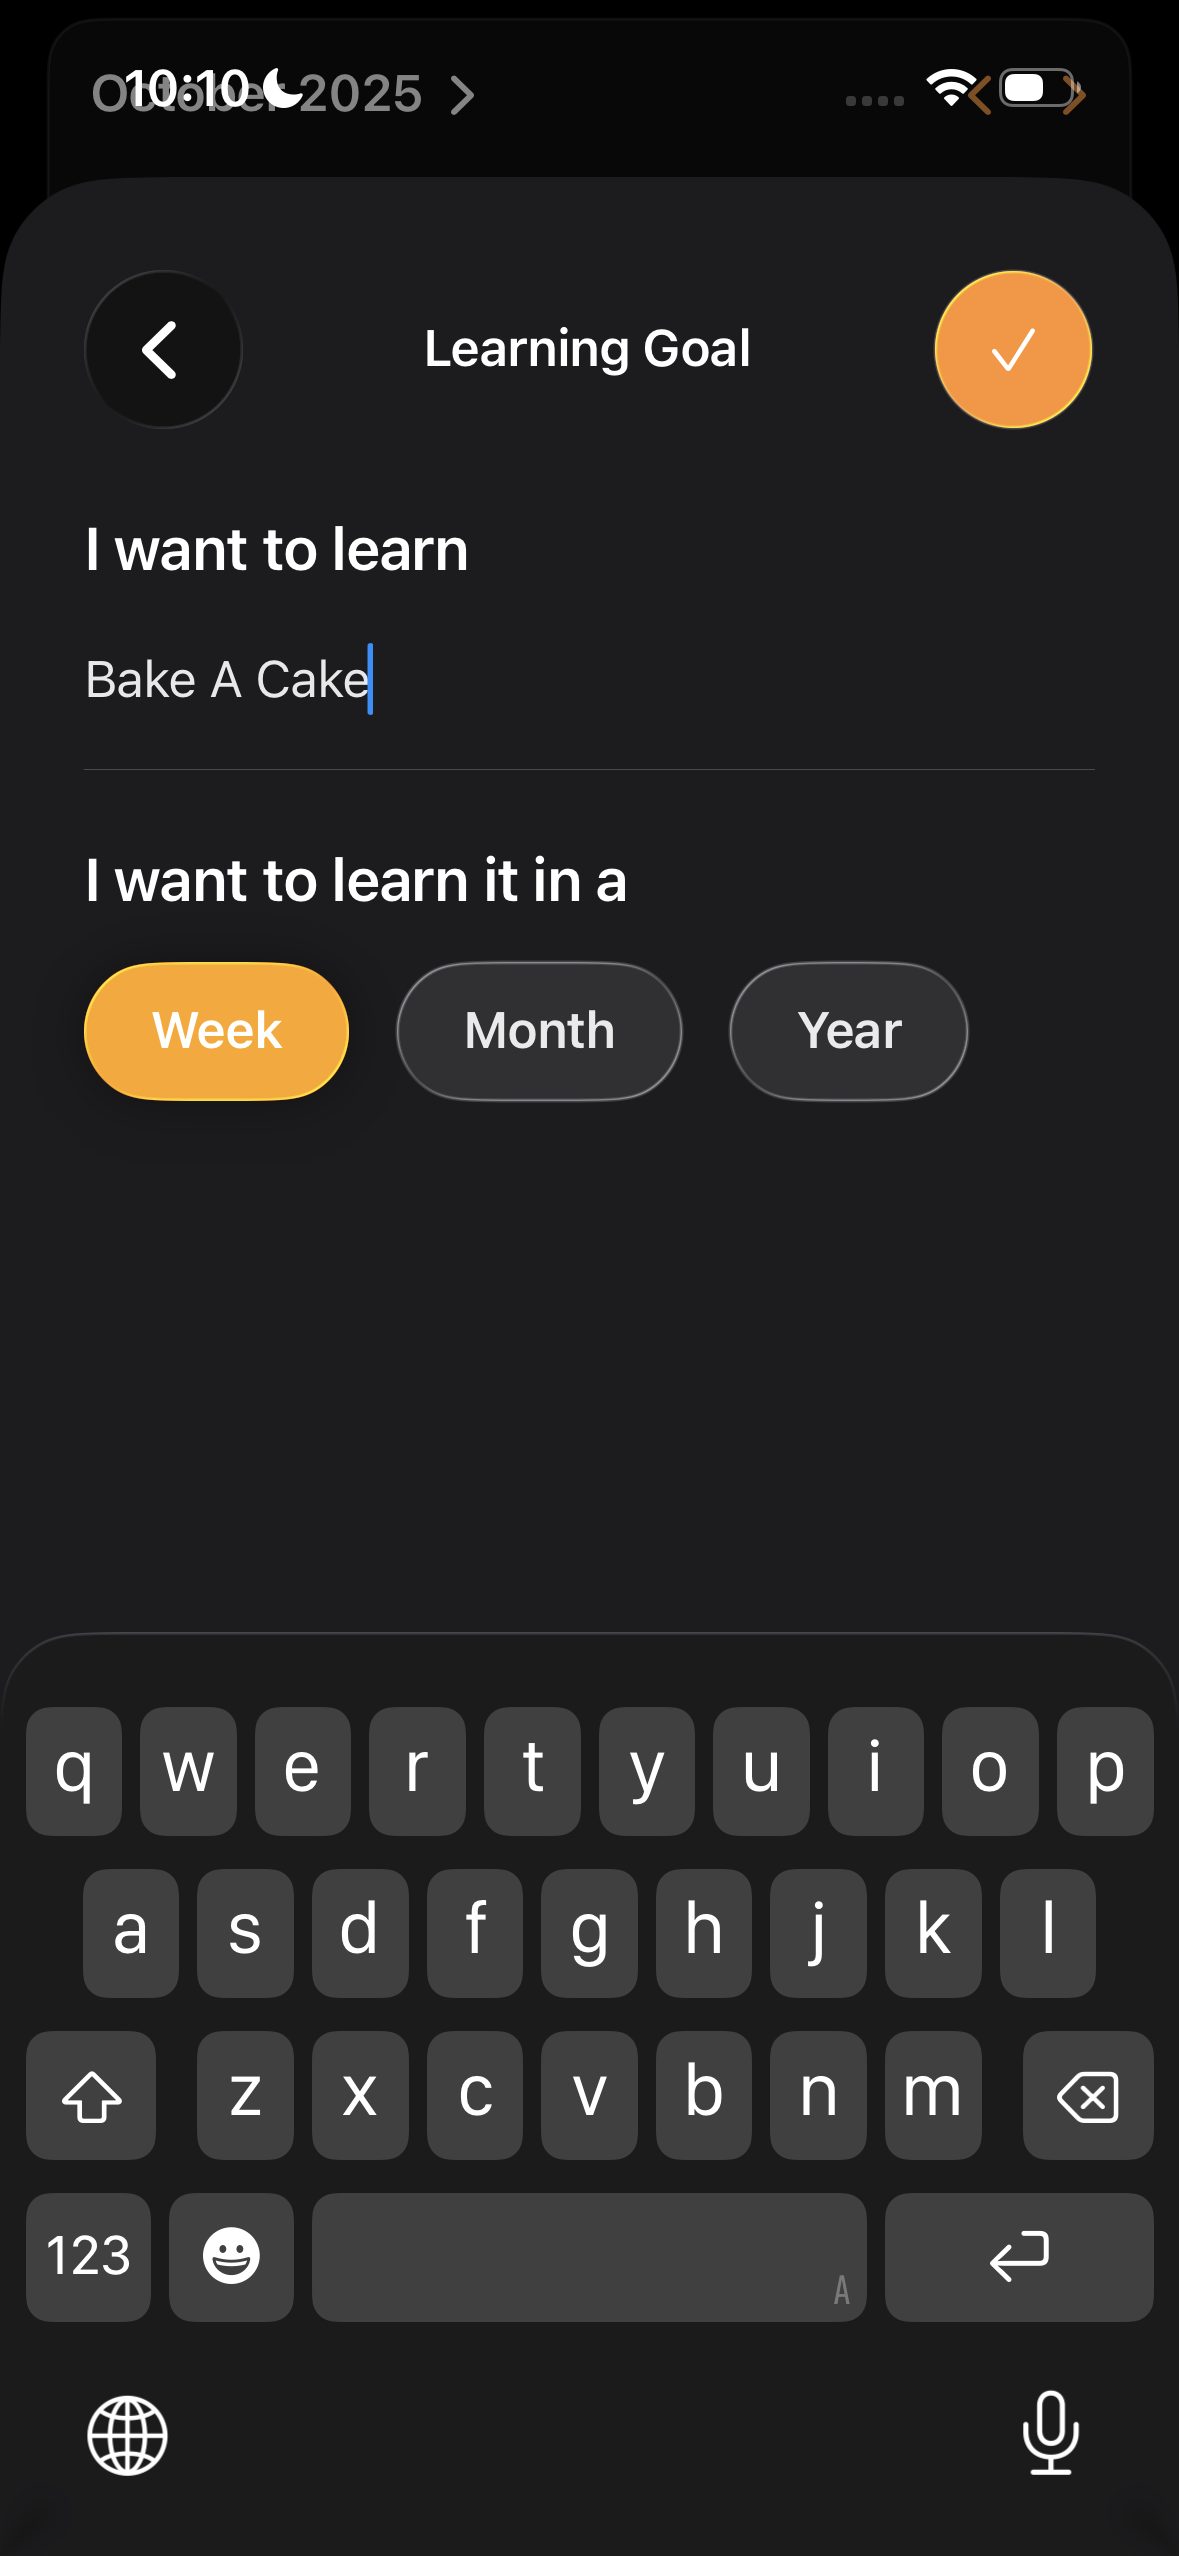 October 2025
10:10
Learning Goal
I want to learn
Bake A Cake
I want to learn it in a
Week Month Year
q w e r t y u i o p
a s d f g h j k l
z x c v b n m
123
A